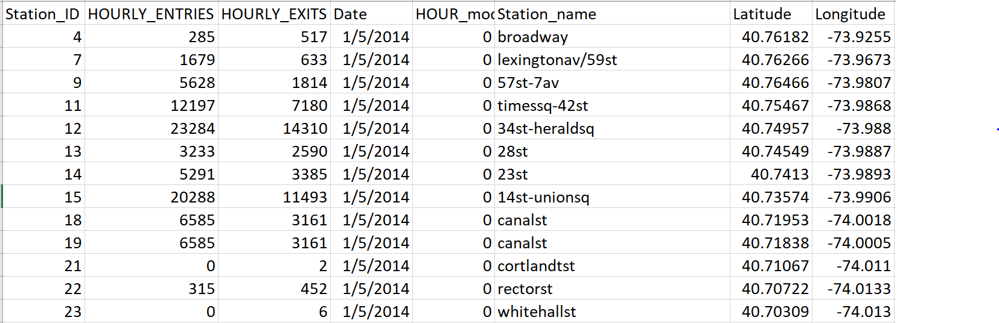 Station_ID HOURLY_ENTRIES HOURLY_EXITS Date HOUR_moc Station_name Latitude Longitude
4 285 517 1/5/2014 0 broadway 40.76182 -73.9255
7 1679 633 1/5/2014 0 lexingtonav/59st 40.76266 -73.9673
9 5628 1814 1/5/2014 0 57st-7av 40.76466 -73.9807
11 12197 7180 1/5/2014 0 timessq-42st 40.75467 -73.9868
12 23284 14310 1/5/2014 0 34st-heraldsq 40.74957 -73.988
13 3233 2590 1/5/2014 0 28st 40.74549 -73.9887
14 5291 3385 1/5/2014 0 23st 40.7413 -73.9893
15 20288 11493 1/5/2014 0 14st-unionsq 40.73574 -73.9906
18 6585 3161 1/5/2014 0 canalst 40.71953 -74.0018
19 6585 3161 1/5/2014 0 canalst 40.71838 -74.0005
21 0 2 1/5/2014 0 cortlandtst 40.71067 -74.011
22 315 452 1/5/2014 0 rectorst 40.70722 -74.0133
23 0 6 1/5/2014 0 whitehallst 40.70309 -74.013